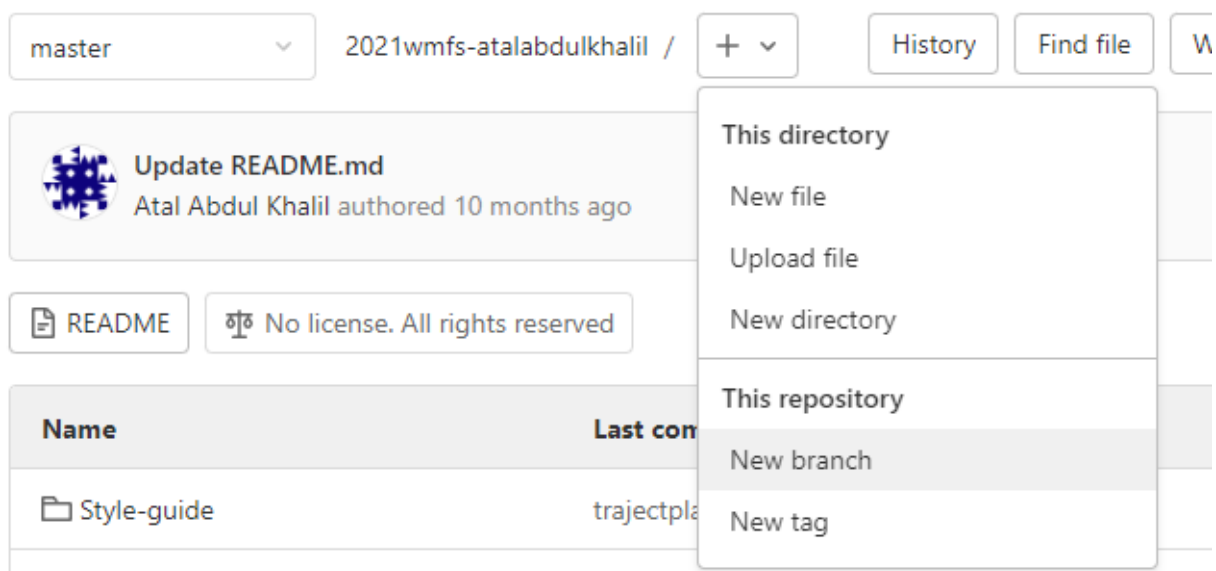 master
2021wmfs-atalabdulkhalil /
History
Find file
This directory
New file
Upload file
New directory
This repository
New branch
New tag
Update README.md
Atal Abdul Khalil authored 10 months ago
README
No license. All rights reserved
Name
Style-guide